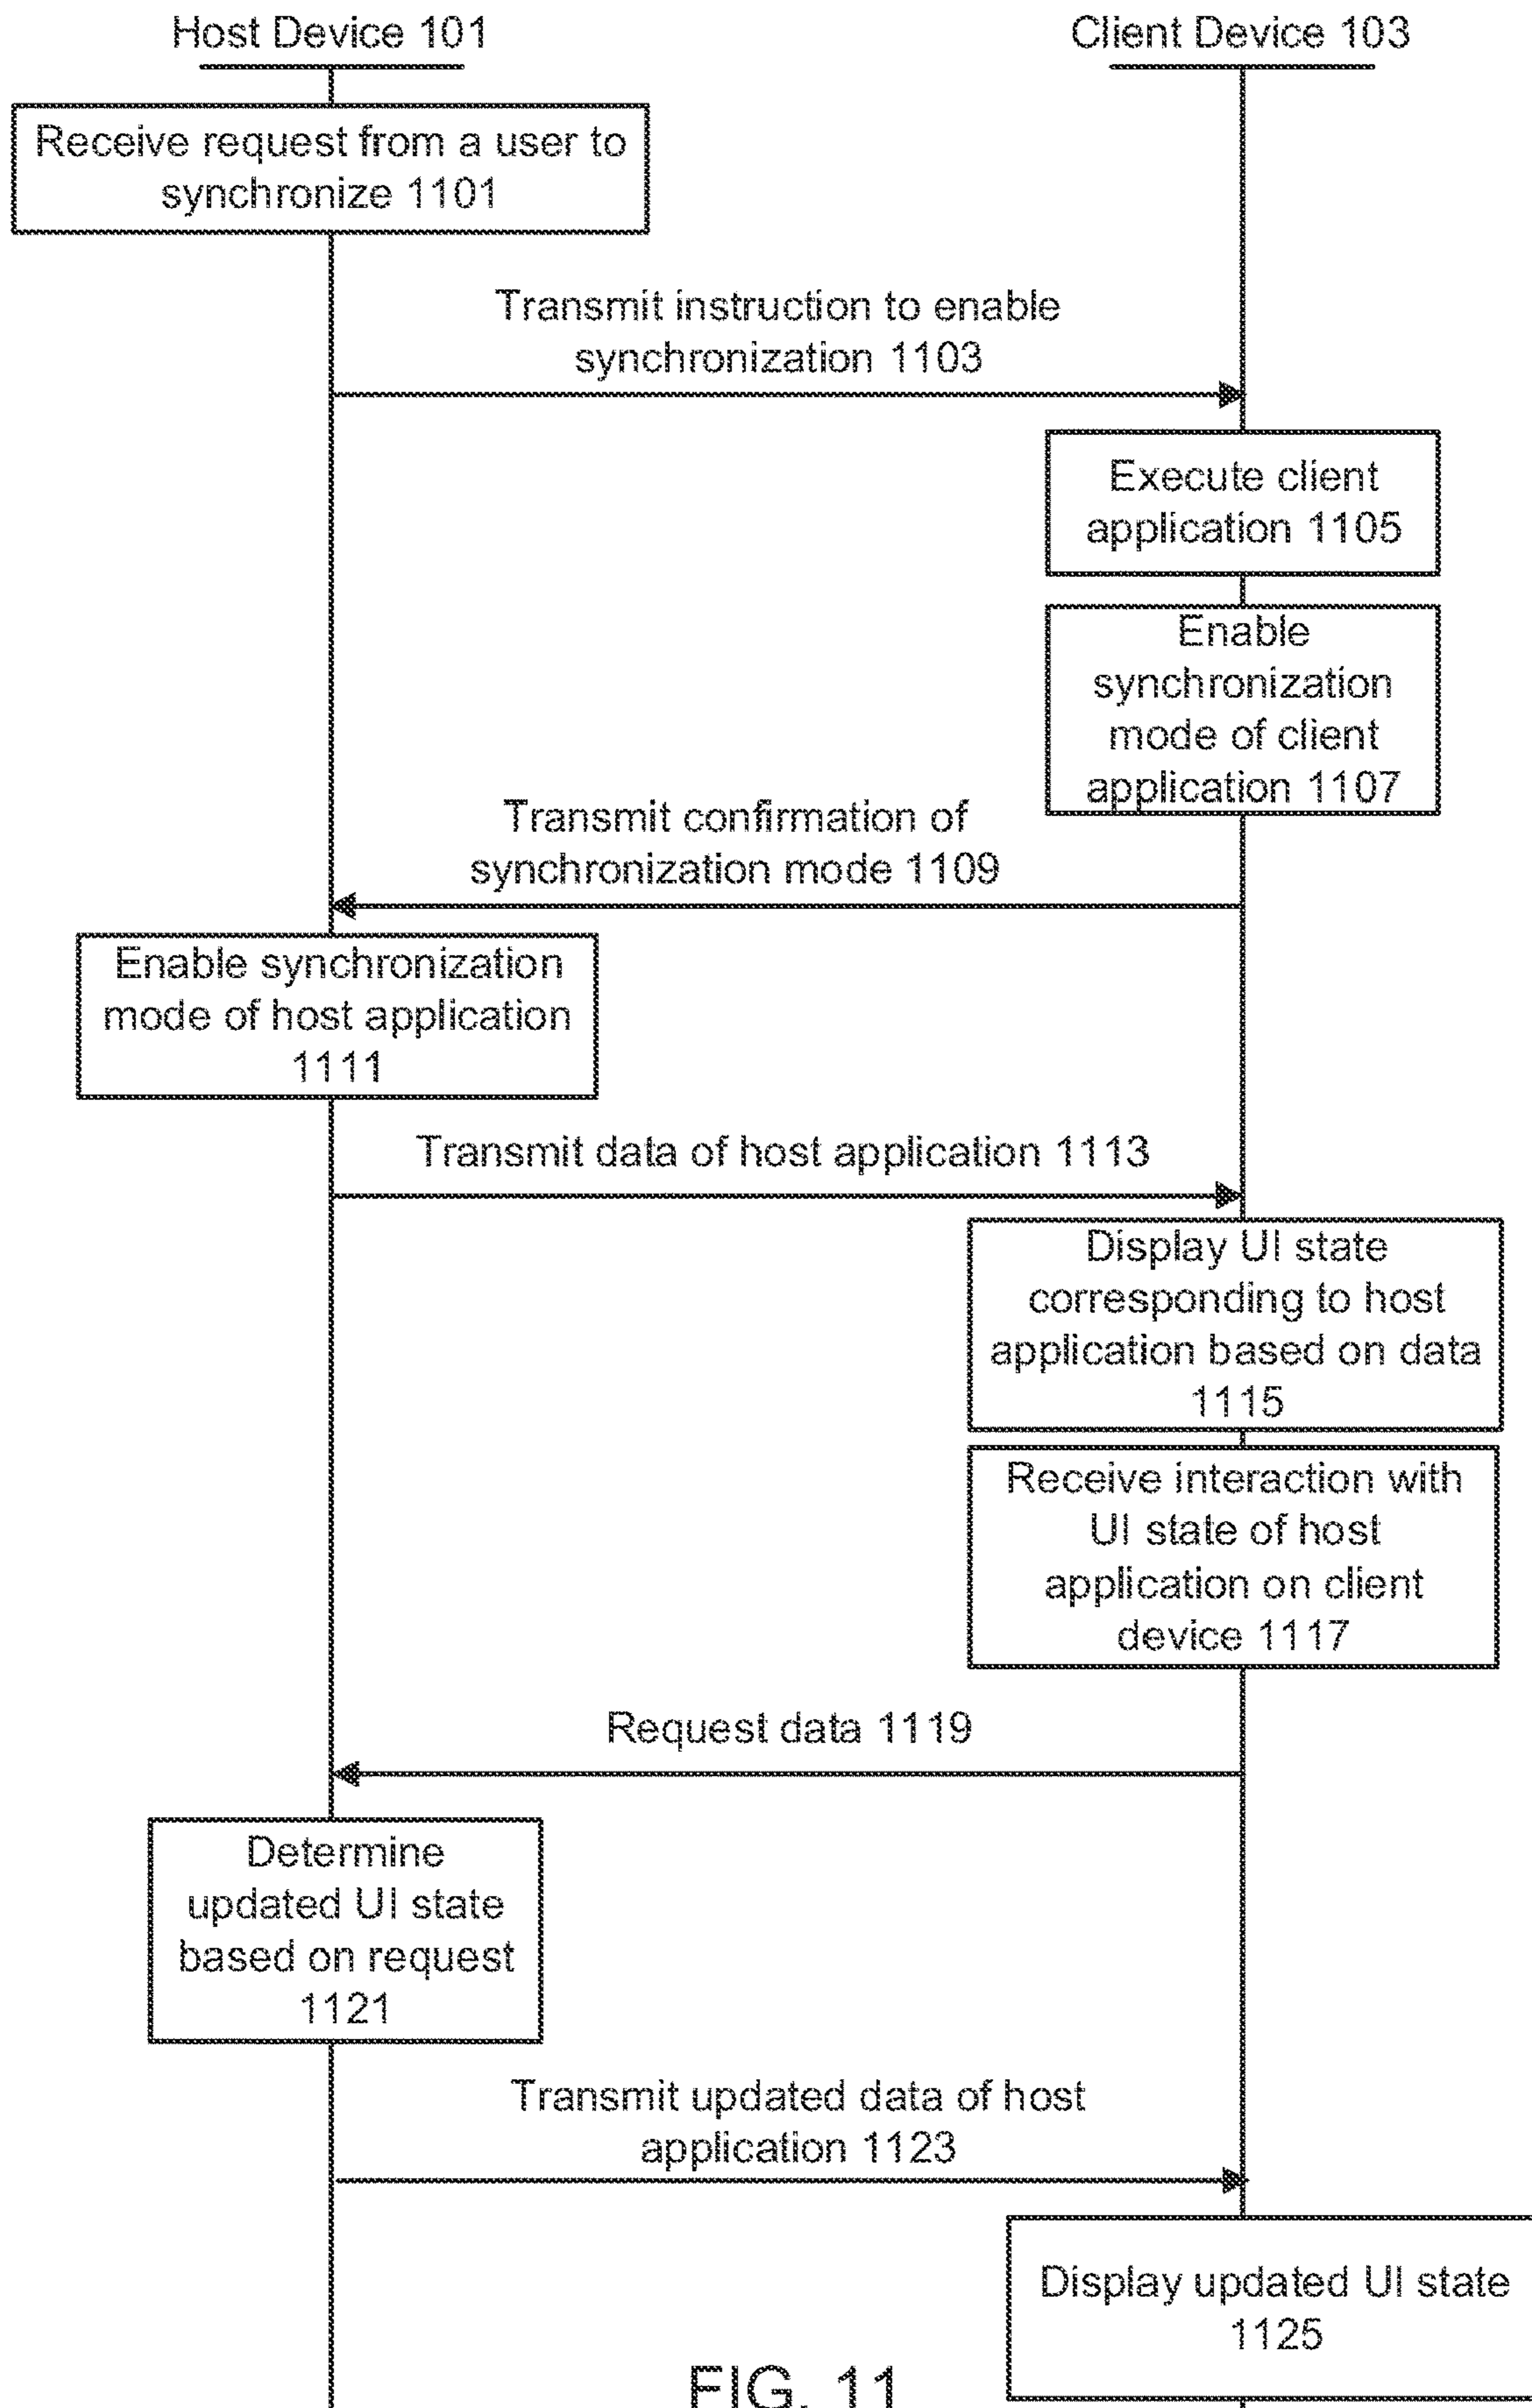 Host Device 101
Client Device 103
Receive request from a user to
synchronize 1101
Transmit instruction to enable
synchronization 1103
Execute client
application 1105
Enable
synchronization
mode of client
application 1107
Transmit confirmation of
synchronization mode 1109
Enable synchronization
mode of host application
1111
Transmit data of host application 1113
Display UI state
corresponding to host
application based on data
1115
Receive interaction with
UI state of host
application on client
device 1117
Request data 1119
Determine
updated UI state
based on request
1121
Transmit updated data of host
application 1123
Display updated UI state
1125
FIG. 11